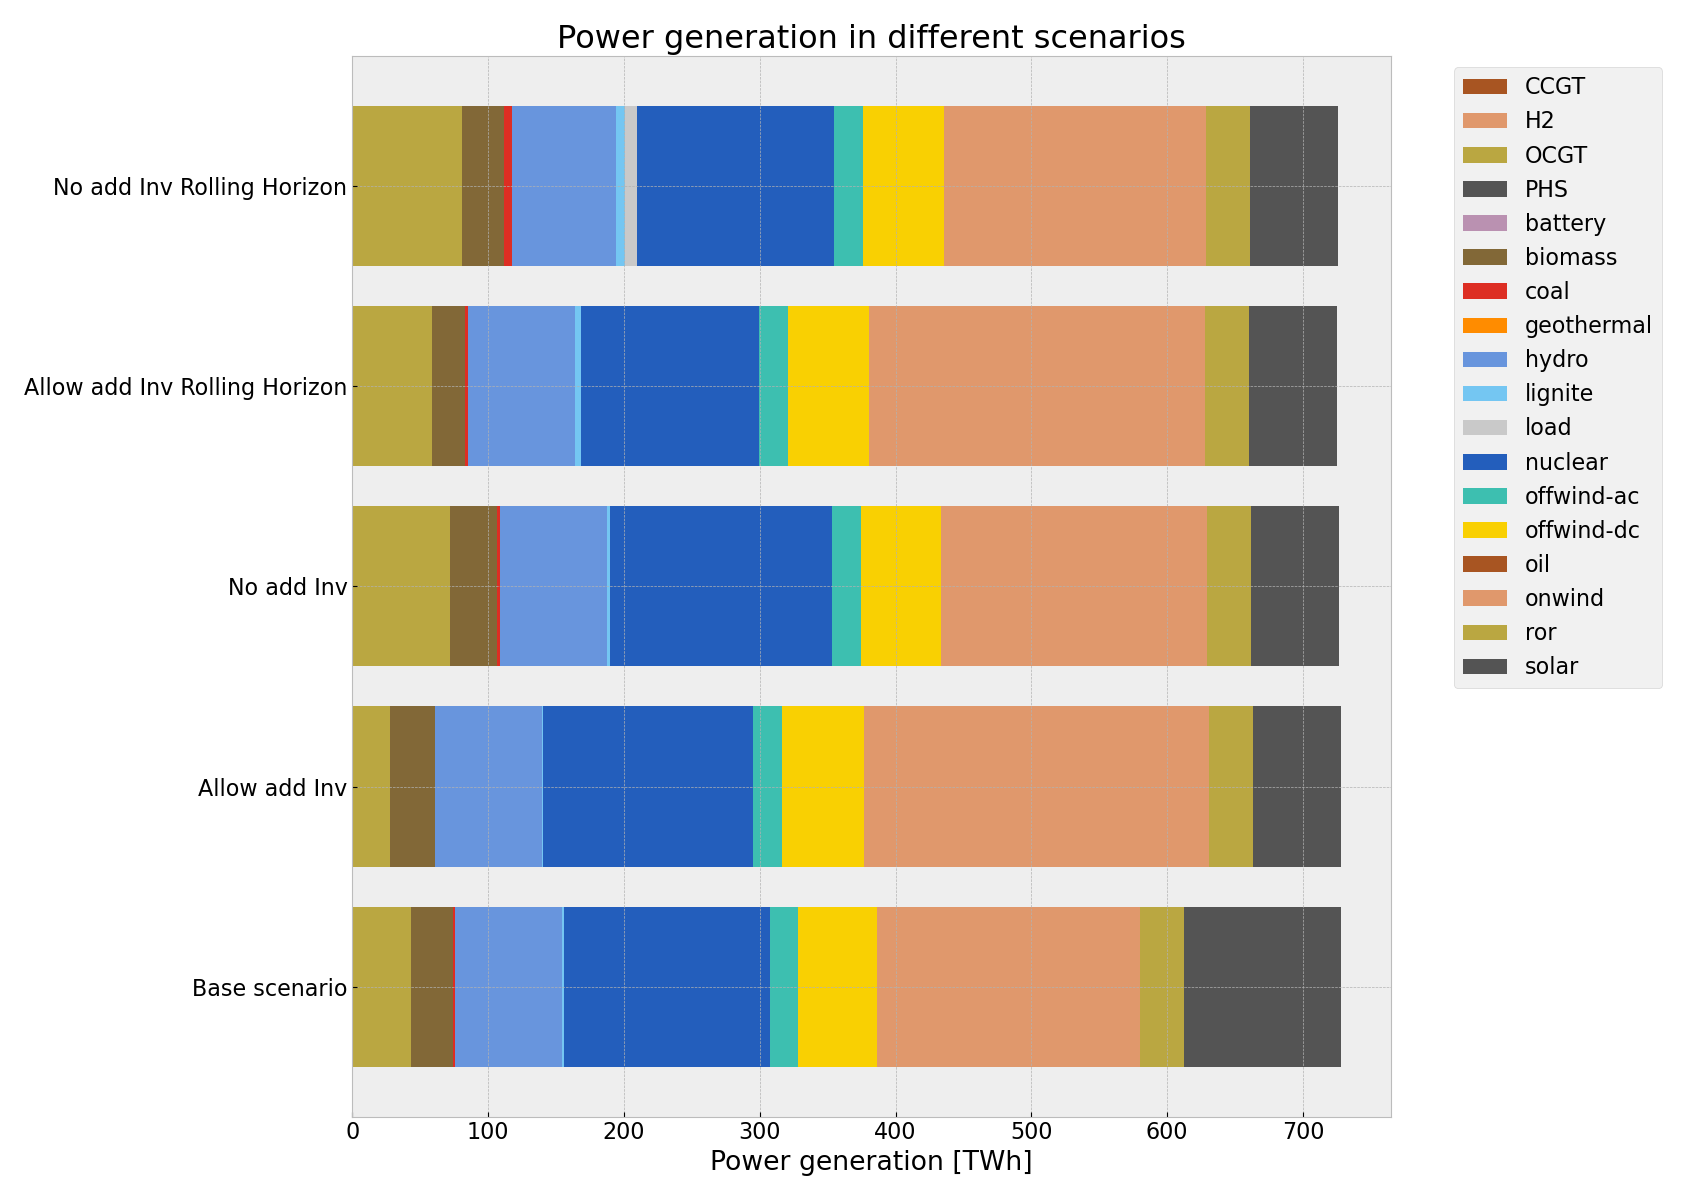 Power generation in different scenarios
No add Inv Rolling Horizon
Allow add Inv Rolling Horizon
No add Inv
Allow add Inv
Base scenario
0 100 200 300 400 500 600 700
Power generation [TWh]
CCGT
H2
OCGT
PHS
battery
biomass
coal
geothermal
hydro
lignite
load
nuclear
offwind-ac
offwind-dc
oil
onwind
ror
solar